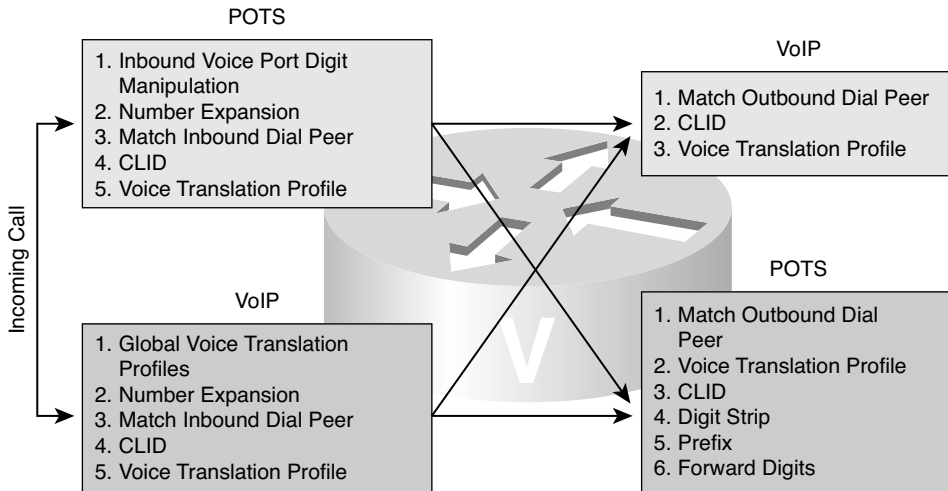 POTS
1. Inbound Voice Port Digit
Manipulation
2. Number Expansion
3. Match Inbound Dial Peer
4. CLID
5. Voice Translation Profile
VoIP
1. Match Outbound Dial Peer
2. CLID
3. Voice Translation Profile
Incoming Call
VoIP
1. Global Voice Translation
Profiles
2. Number Expansion
3. Match Inbound Dial Peer
4. CLID
5. Voice Translation Profile
V
POTS
1. Match Outbound Dial
Peer
2. Voice Translation Profile
3. CLID
4. Digit Strip
5. Prefix
6. Forward Digits